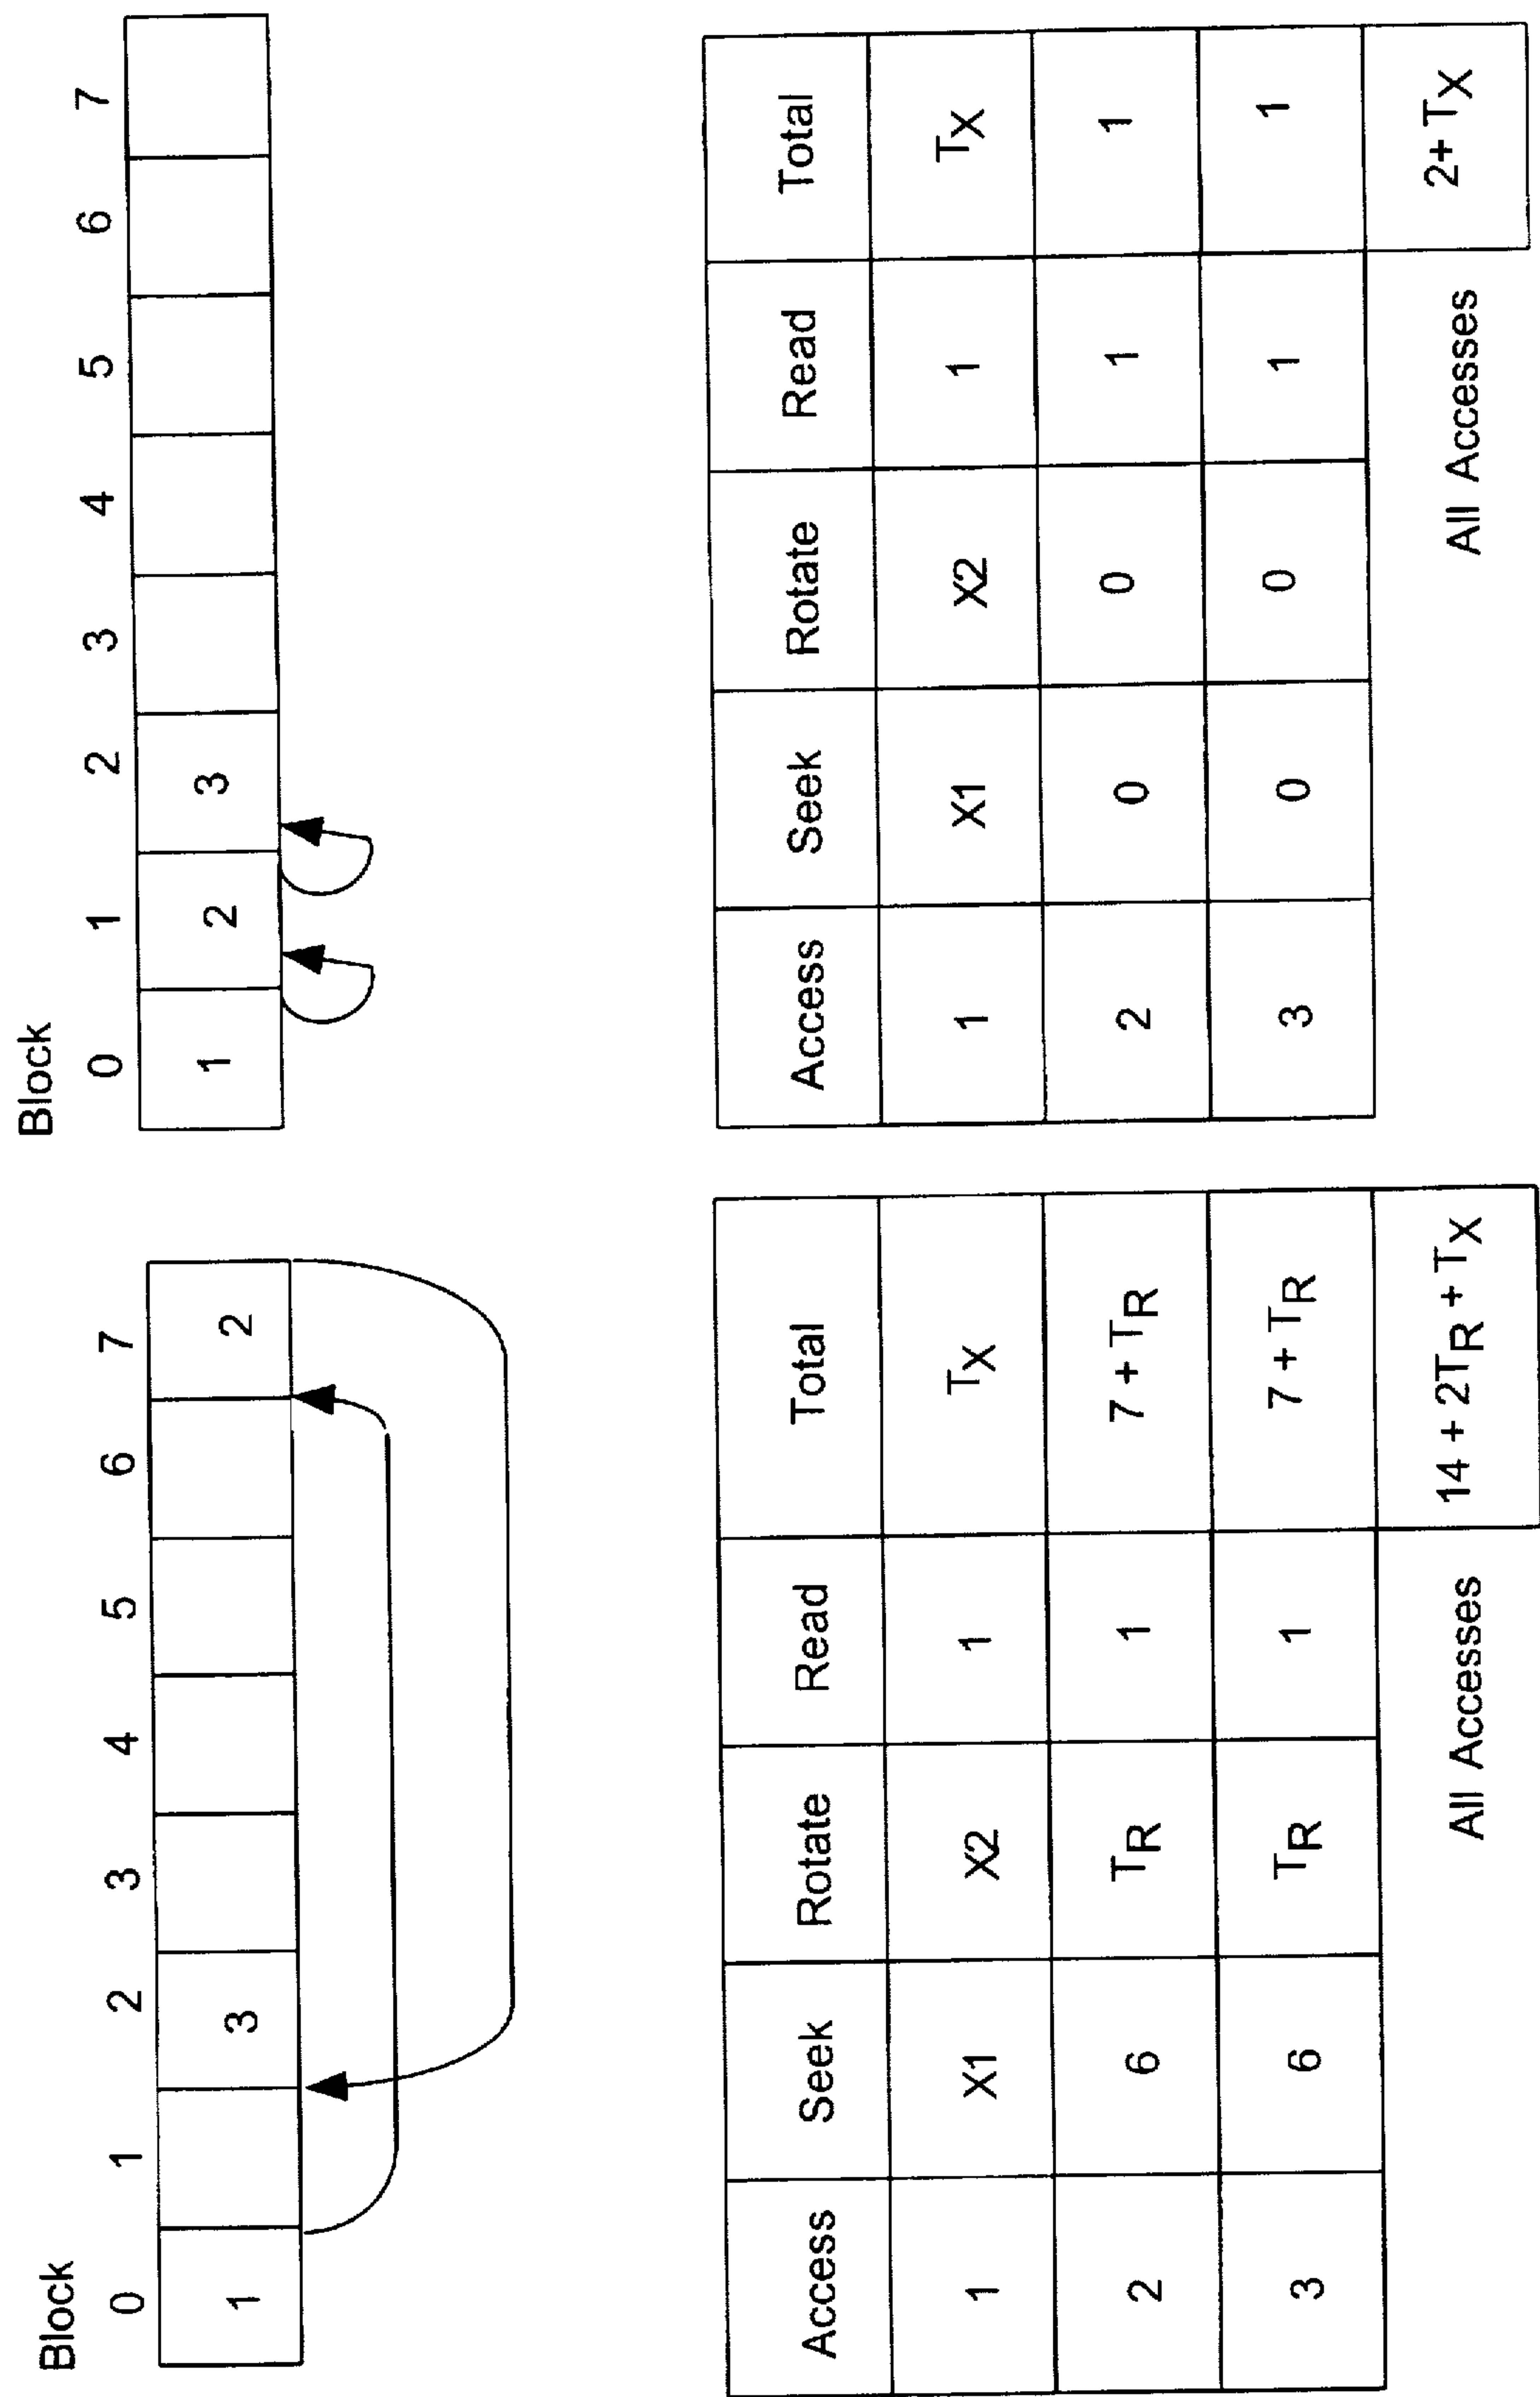 Block
0 1 2 3 4 5 6 7
1 3 2
Access Seek Rotate Read Total
1 X1 X2 1 TX
2 6 TR 1 7 + TR
3 6 TR 1 7 + TR
All Accesses 14 + 2TR + TX
Block
0 1 2 3 4 5 6 7
1 2 3
Access Seek Rotate Read Total
1 X1 X2 1 TX
2 0 0 1 1
3 0 0 1 1
All Accesses 2+ TX